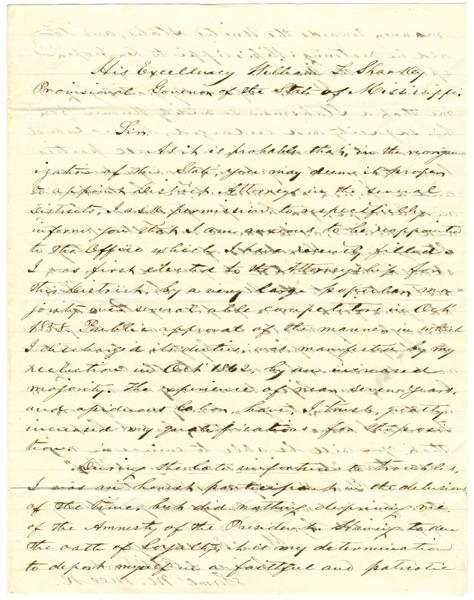 His Excellency William L. Sharkey
Provisional Governor of the State of Mississippi.
Sir.
As it is probable that, in the reorgan-
ization of the State, you may deem it proper
to appoint District Attorneys in the several
Districts, I ask permission to respectfully
inform you that I am anxious to be reappointed
to the Office which I have recently filled.
I was first elected to the Attorneyship for
this District, by a very large popular ma-
jority over several able competitors in Oct.
1858. Public approval of the manner in which
I discharged its duties, was manifested by my
reelection in Oct. 1862, by an increased
majority. The experience of near seven years,
and assiduous labor, have, I trust, greatly
increased my qualifications for the posi-
tion.
During the late unfortunate troubles,
I was an honest participant in the delusions
of the time, but did nothing depriving me
of the Amnesty of the President. Having taken
the oath of loyalty, it is my determination
to deport myself in a faithful and patriotic